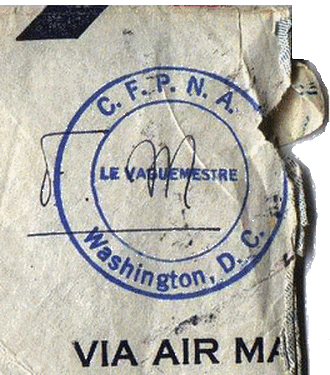 C. F. P. N. A.
F. M
LE VAGUEMESTRE
Washington, D. C.
VIA AIR MA